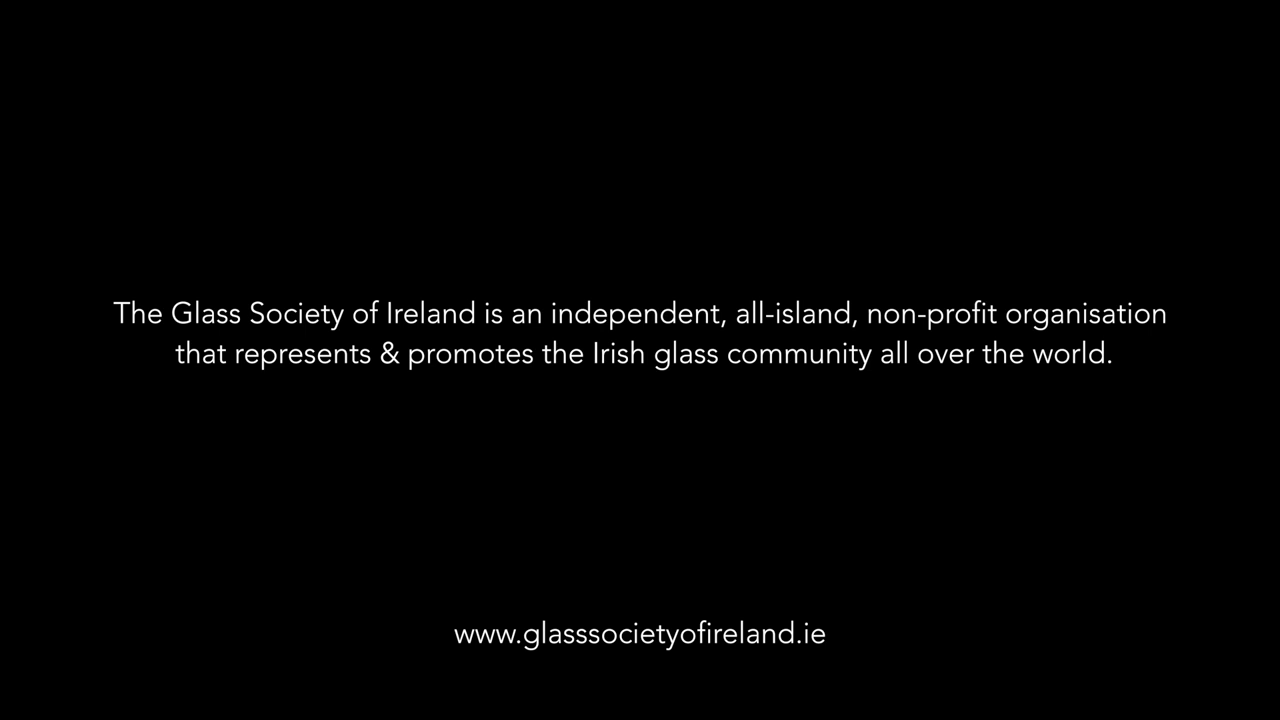 The Glass Society of Ireland is an independent, all-island, non-profit organisation
that represents & promotes the Irish glass community all over the world.
www.glasssocietyofireland.ie